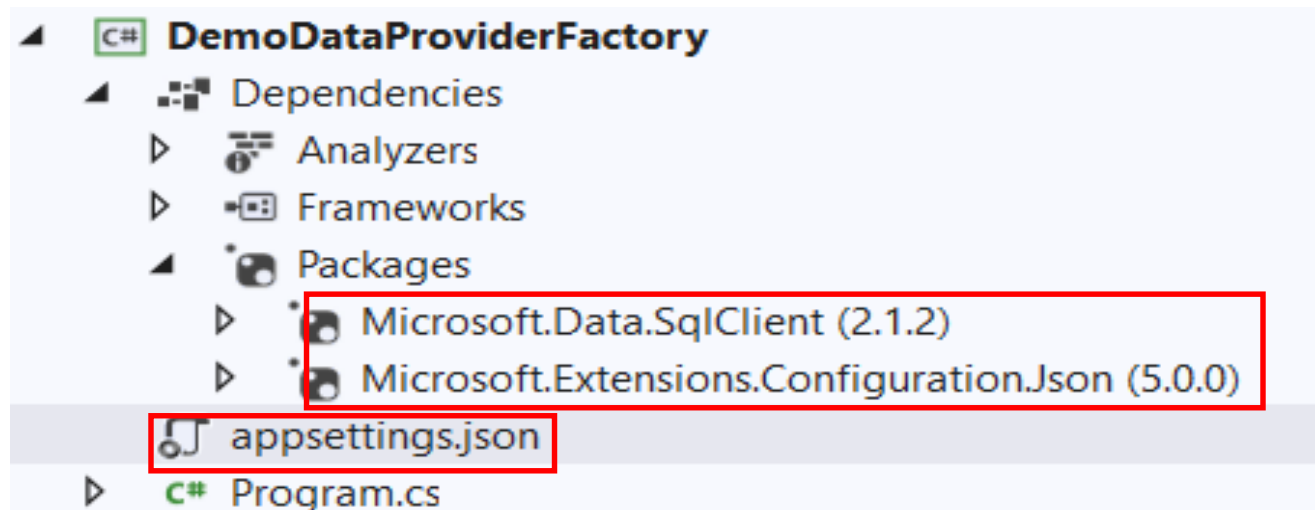 C# DemoDataProviderFactory
Dependencies
Analyzers
Frameworks
Packages
Microsoft.Data.SqlClient (2.1.2)
Microsoft.Extensions.Configuration.Json (5.0.0)
appsettings.json
C# Program.cs